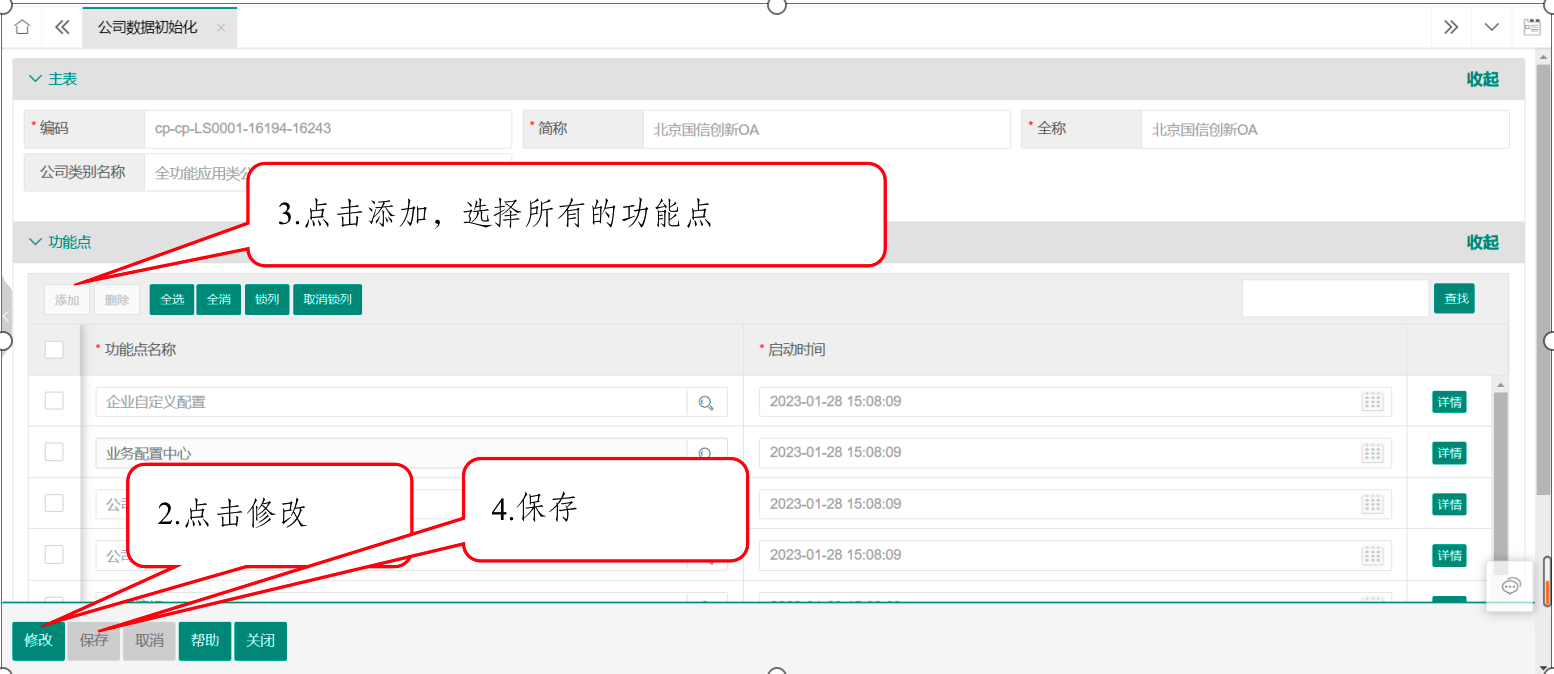 公司数据初始化
主表 收起
* 编码 cp-cp-LS0001-16194-16243 * 简称 北京国信创新OA * 全称 北京国信创新OA
公司类别名称 全功能应用类
3.点击添加，选择所有的功能点
功能点 收起
添加 删除 全选 全消 锁列 取消锁列 查找
* 功能点名称 * 启动时间
企业自定义配置 2023-01-28 15:08:09 详情
业务配置中心 2023-01-28 15:08:09 详情
公 2023-01-28 15:08:09 详情
公 2023-01-28 15:08:09 详情
2.点击修改
4.保存
修改 保存 取消 帮助 关闭